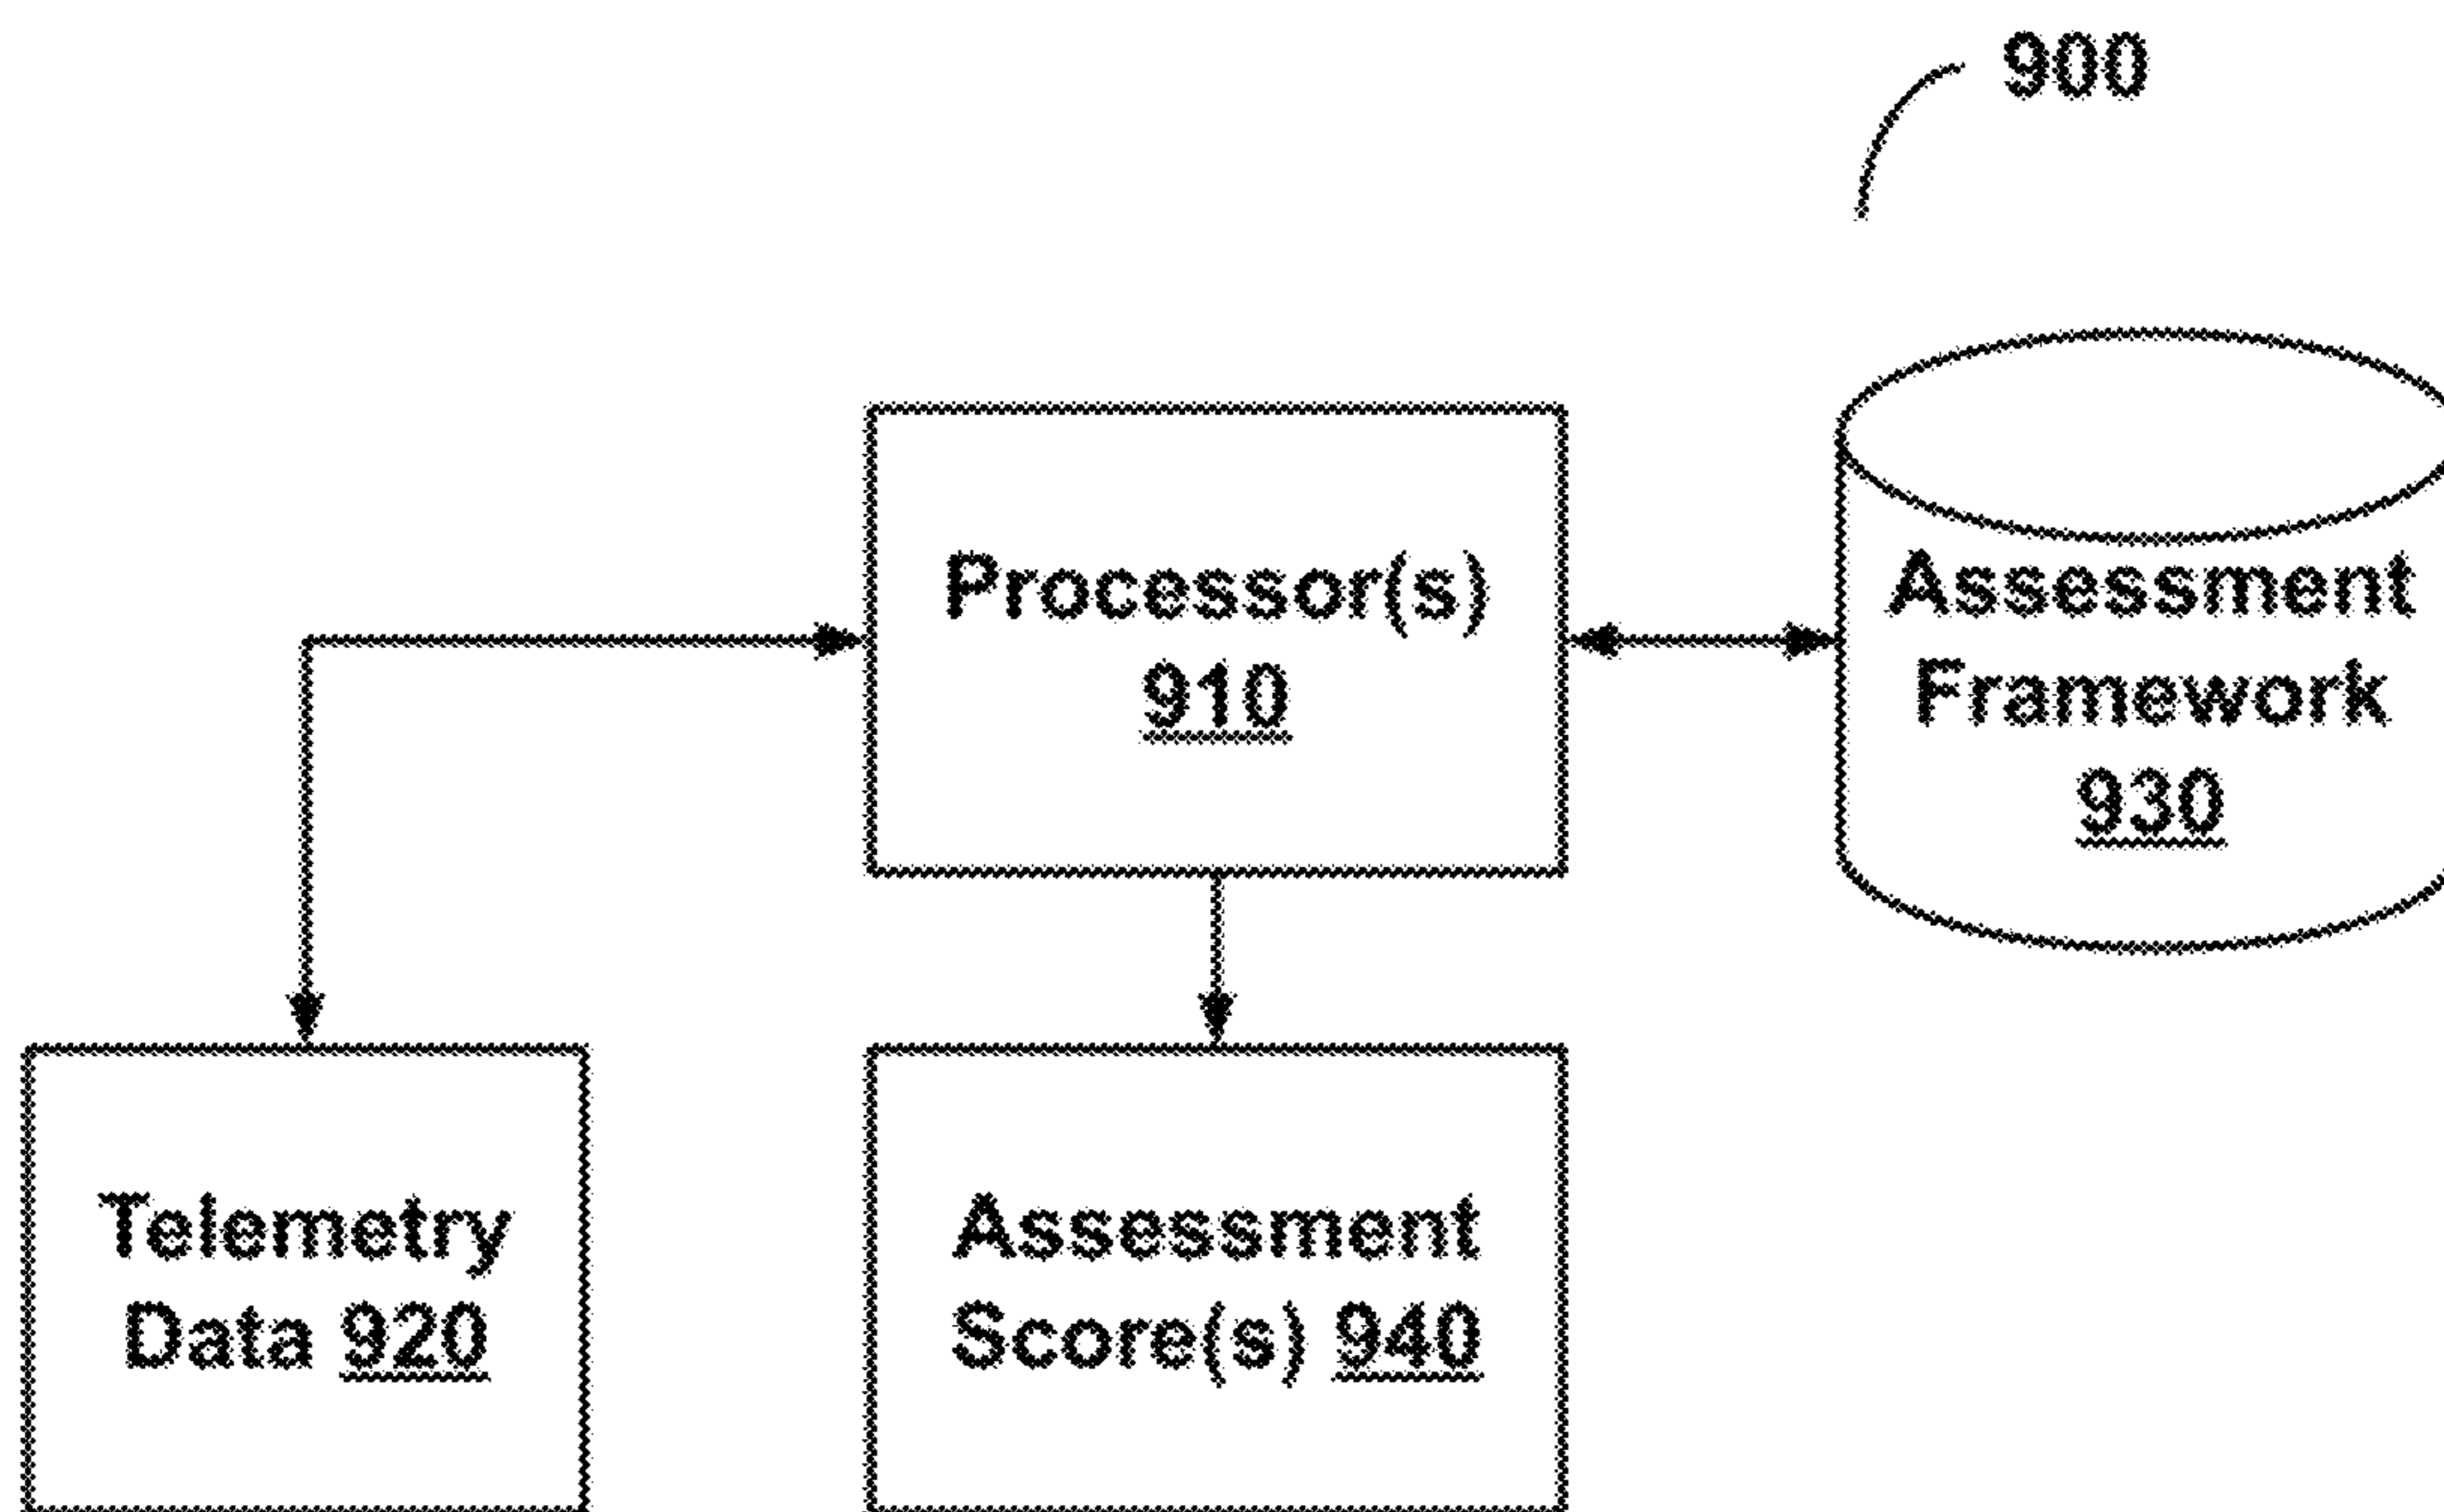 900
Processor(s)
910
Assessment
Framework
930
Telemetry
Data 920
Assessment
Score(s) 940